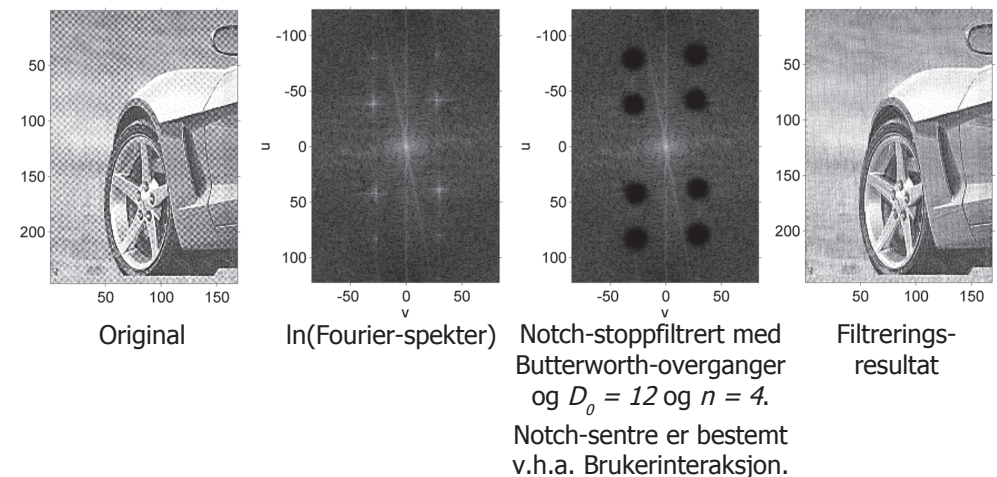 50
100
150
200
50 100 150
Original
-100
-50
0
50
100
u
-50 0 50
v
ln(Fourier-spekter)
-100
-50
0
50
100
u
-50 0 50
v
Notch-stoppfiltrert med
Butterworth-overganger
og D₀ = 12 og n = 4.
Notch-sentre er bestemt
v.h.a. Brukerinteraksjon.
50
100
150
200
50 100 150
Filtrerings-
resultat